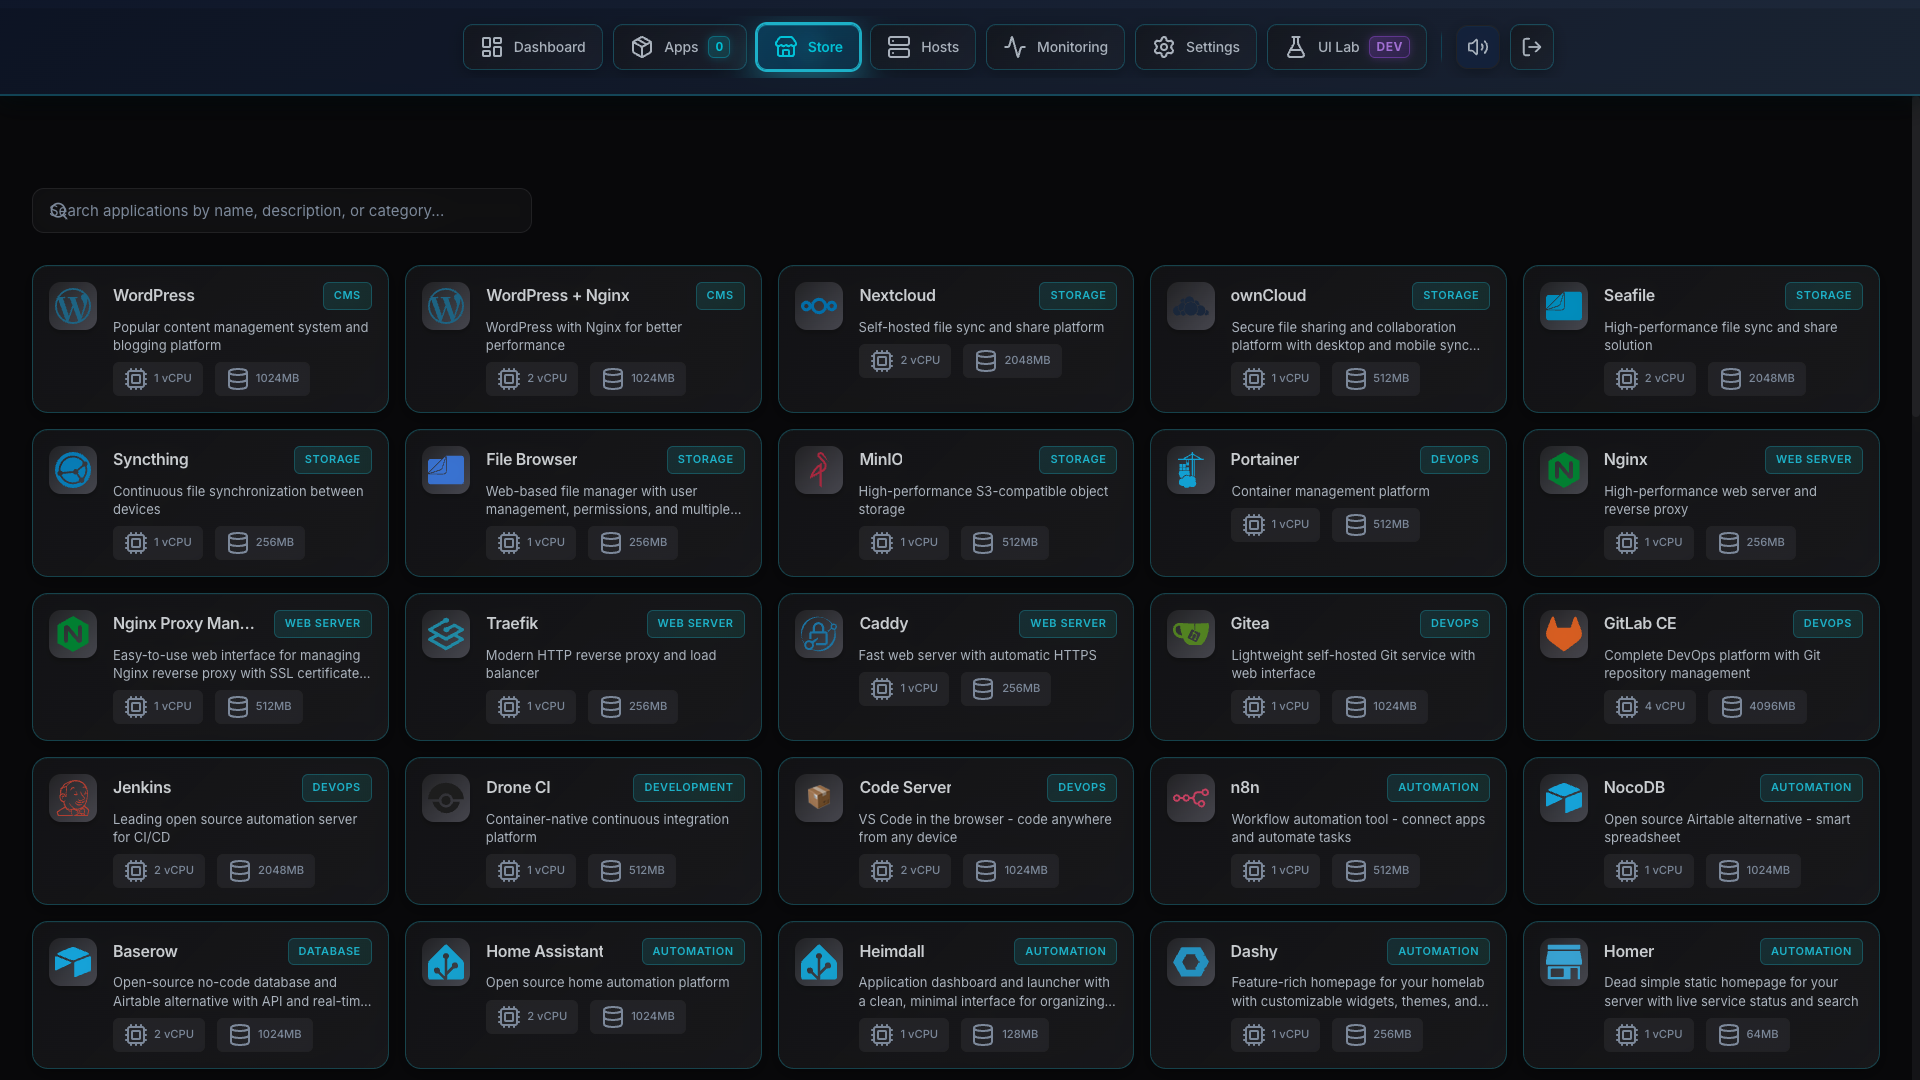 Dashboard
Apps 0
Store
Hosts
Monitoring
Settings
UI Lab DEV
Search applications by name, description, or category...
WordPress CMS
Popular content management system and
blogging platform
1 vCPU 1024MB
WordPress + Nginx CMS
WordPress with Nginx for better
performance
2 vCPU 1024MB
Nextcloud STORAGE
Self-hosted file sync and share platform
2 vCPU 2048MB
ownCloud STORAGE
Secure file sharing and collaboration
platform with desktop and mobile sync...
1 vCPU 512MB
Seafile STORAGE
High-performance file sync and share
solution
2 vCPU 2048MB
Syncthing STORAGE
Continuous file synchronization between
devices
1 vCPU 256MB
File Browser STORAGE
Web-based file manager with user
management, permissions, and multiple...
1 vCPU 256MB
MinIO STORAGE
High-performance S3-compatible object
storage
1 vCPU 512MB
Portainer DEVOPS
Container management platform
1 vCPU 512MB
Nginx WEB SERVER
High-performance web server and
reverse proxy
1 vCPU 256MB
Nginx Proxy Man... WEB SERVER
Easy-to-use web interface for managing
Nginx reverse proxy with SSL certificate...
1 vCPU 512MB
Traefik WEB SERVER
Modern HTTP reverse proxy and load
balancer
1 vCPU 256MB
Caddy WEB SERVER
Fast web server with automatic HTTPS
1 vCPU 256MB
Gitea DEVOPS
Lightweight self-hosted Git service with
web interface
1 vCPU 1024MB
GitLab CE DEVOPS
Complete DevOps platform with Git
repository management
4 vCPU 4096MB
Jenkins DEVOPS
Leading open source automation server
for CI/CD
2 vCPU 2048MB
Drone CI DEVELOPMENT
Container-native continuous integration
platform
1 vCPU 512MB
Code Server DEVOPS
VS Code in the browser - code anywhere
from any device
2 vCPU 1024MB
n8n AUTOMATION
Workflow automation tool - connect apps
and automate tasks
1 vCPU 512MB
NocoDB AUTOMATION
Open source Airtable alternative - smart
spreadsheet
1 vCPU 1024MB
Baserow DATABASE
Open-source no-code database and
Airtable alternative with API and real-tim...
2 vCPU 1024MB
Home Assistant AUTOMATION
Open source home automation platform
2 vCPU 1024MB
Heimdall AUTOMATION
Application dashboard and launcher with
a clean, minimal interface for organizing...
1 vCPU 128MB
Dashy AUTOMATION
Feature-rich homepage for your homelab
with customizable widgets, themes, and...
1 vCPU 256MB
Homer AUTOMATION
Dead simple static homepage for your
server with live service status and search
1 vCPU 64MB